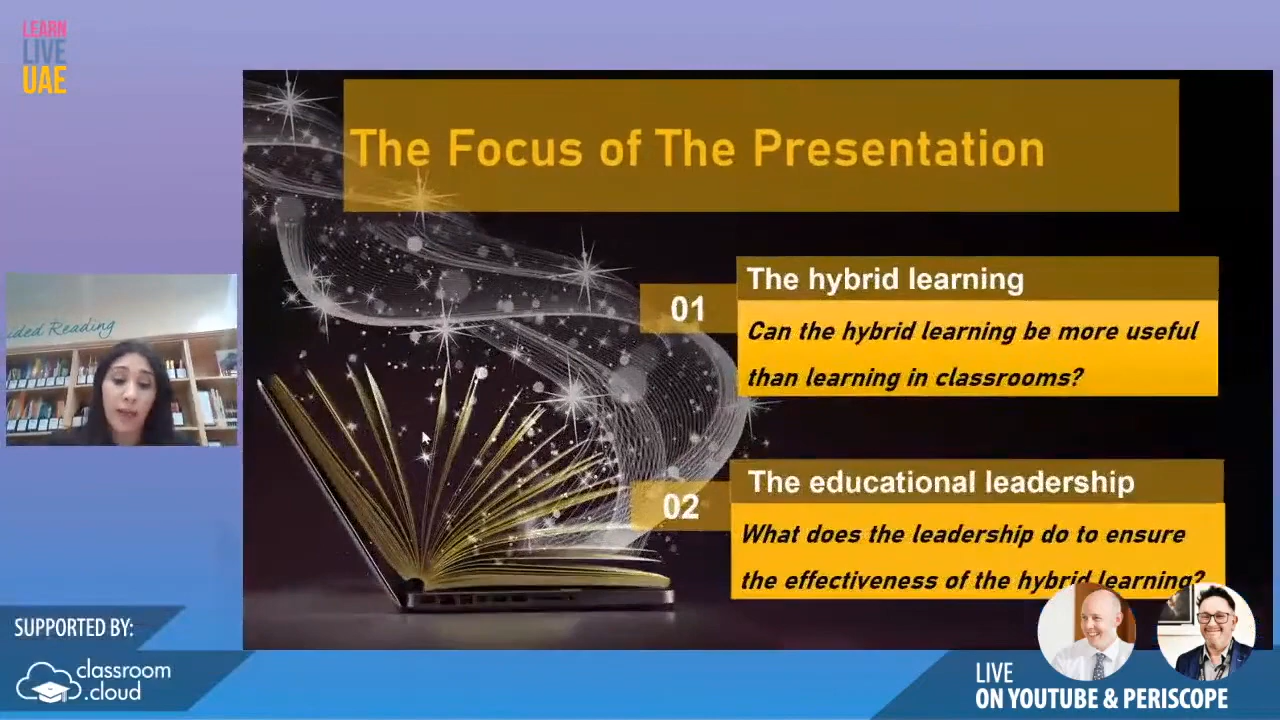 LEARN
LIVE
UAE
The Focus of The Presentation
01
The hybrid learning
Can the hybrid learning be more useful
than learning in classrooms?
02
The educational leadership
What does the leadership do to ensure
the effectiveness of the hybrid learning?
ided Reading
SUPPORTED BY:
classroom
.cloud
LIVE
ON YOUTUBE & PERISCOPE